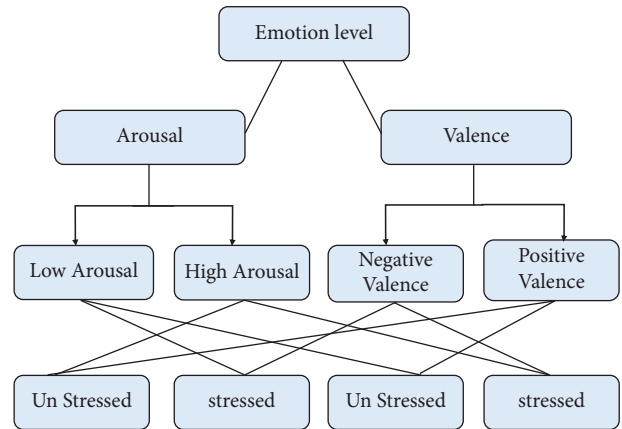 Emotion level
Arousal
Valence
Low Arousal
High Arousal
Negative
Valence
Positive
Valence
Un Stressed
stressed
Un Stressed
stressed